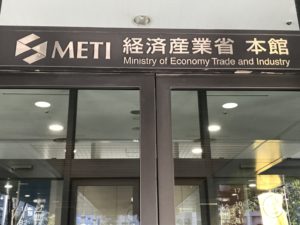 METI 経済産業省 本館
Ministry of Economy Trade and Industry